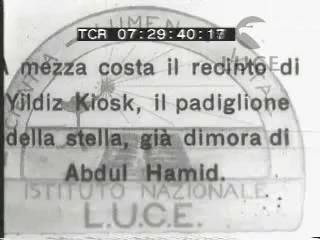 TCR 07:29:40:17
LUCE
A mezza costa il recinto di
Yildiz Kiosk, il padiglione
della stella, già dimora di
Abdul Hamid.
ISTITUTO NAZIONALE
L.U.C.E.